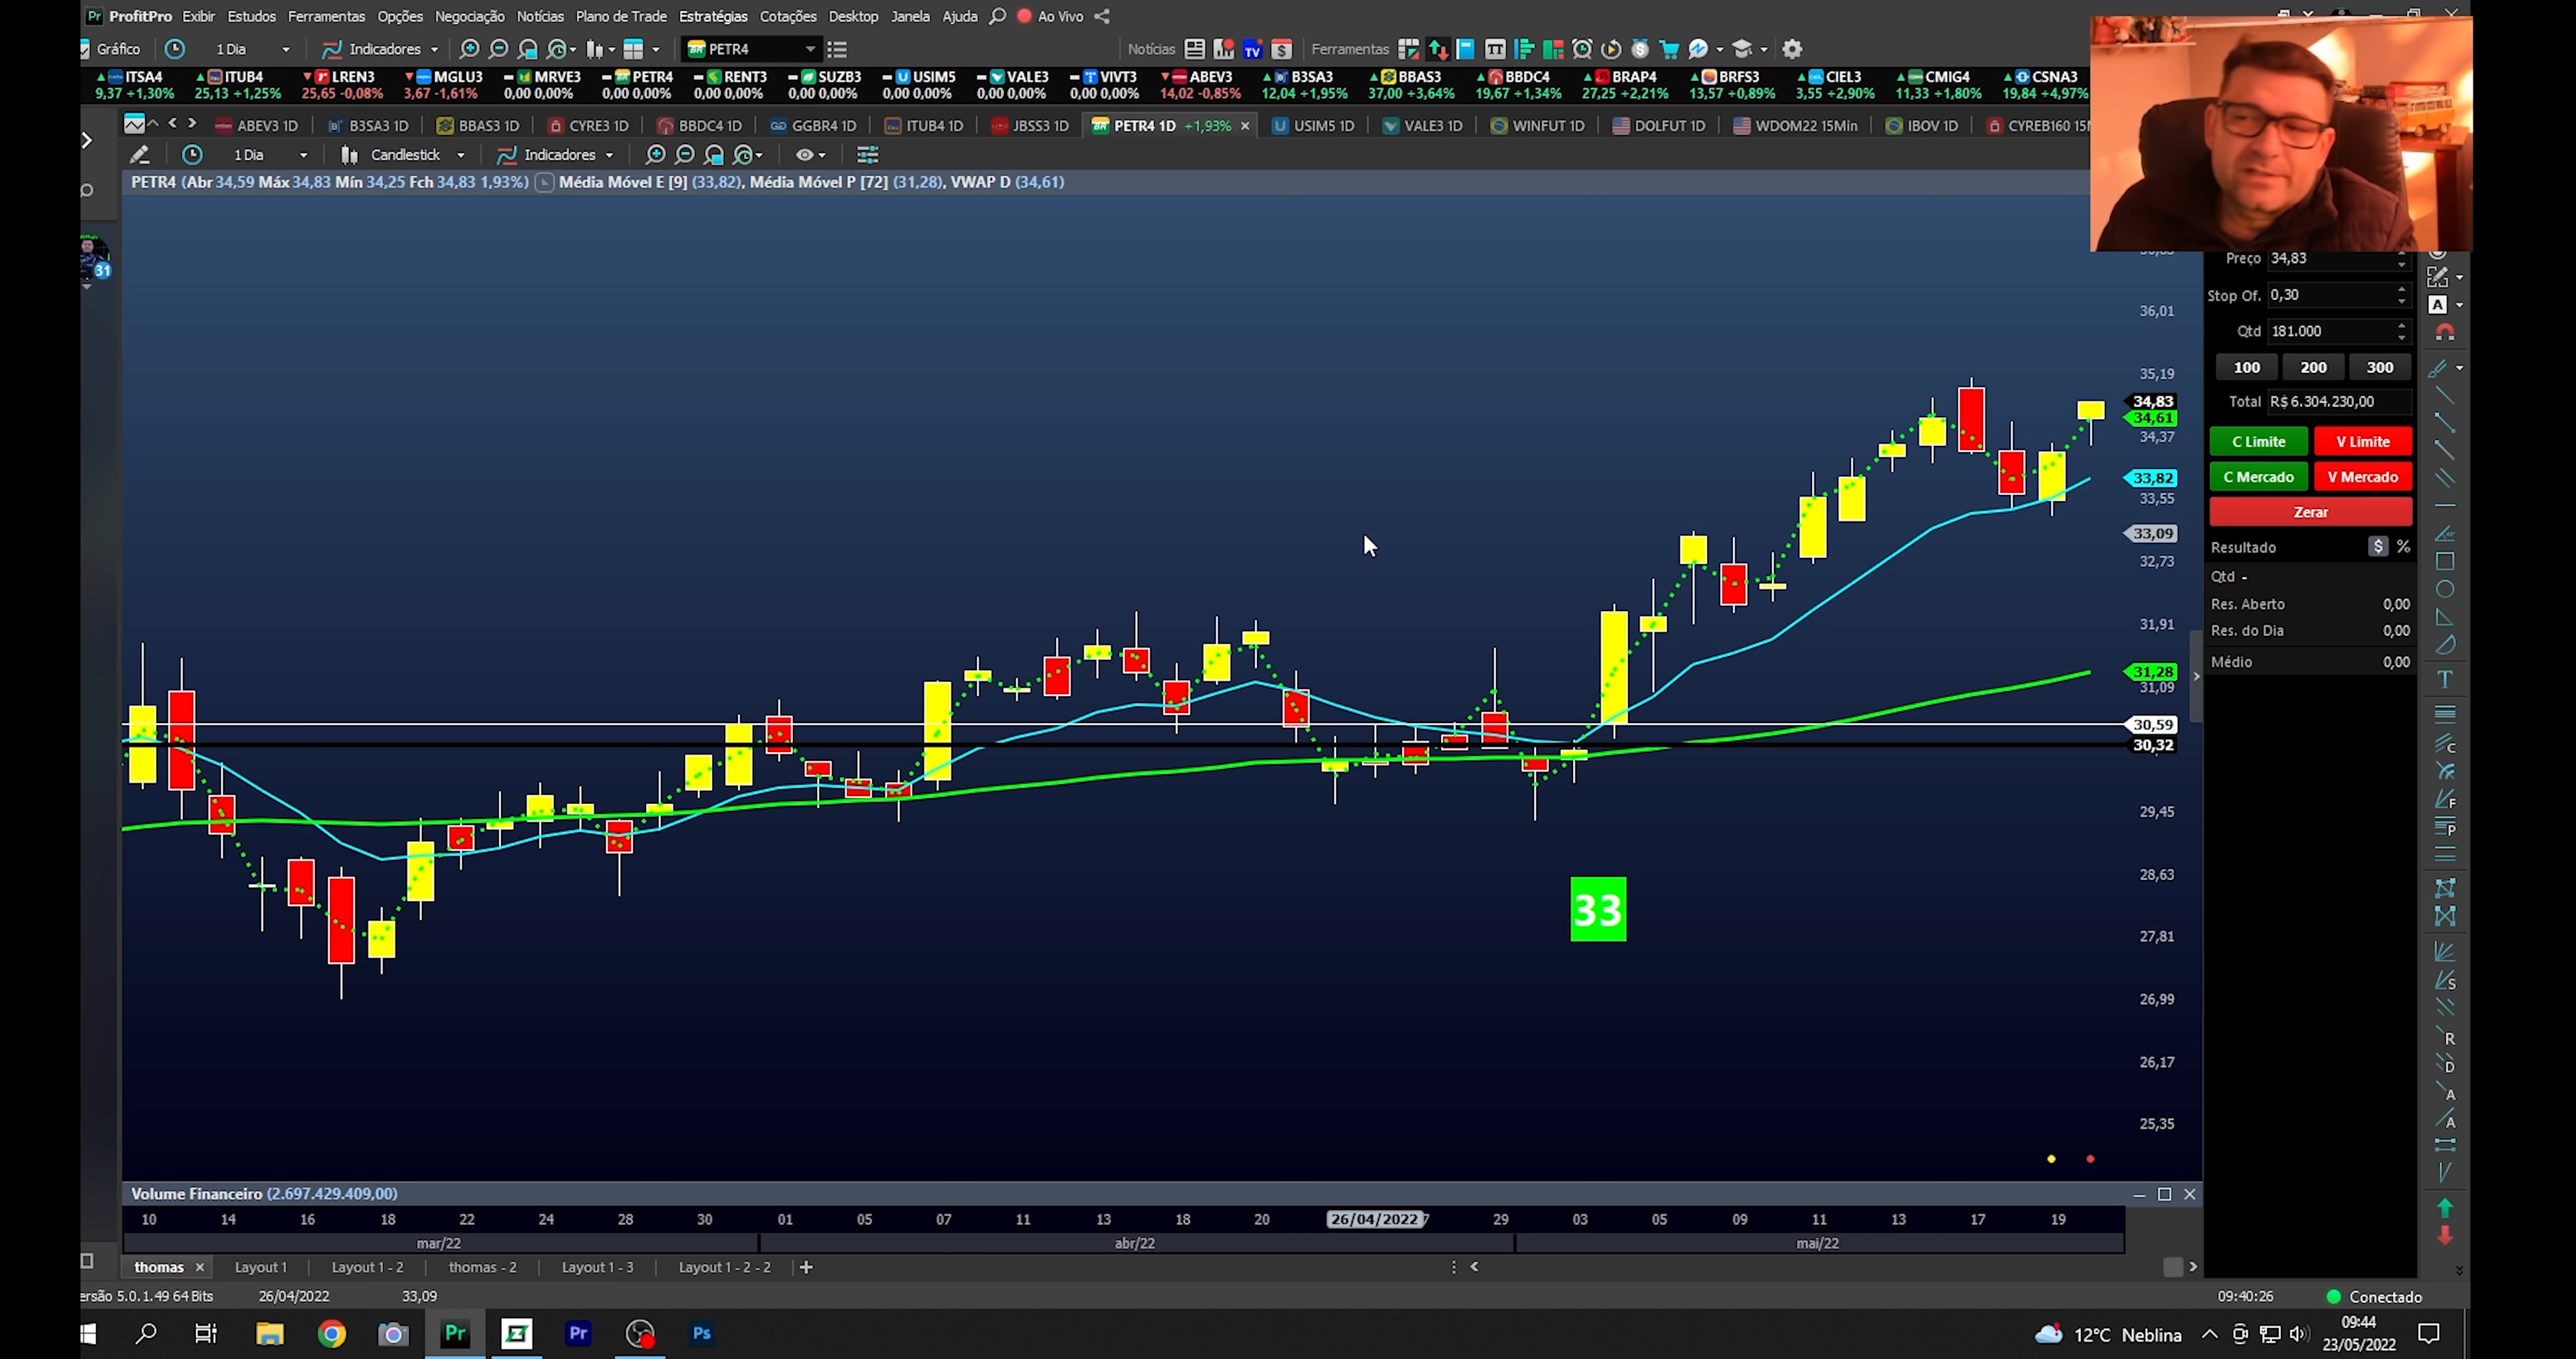 ProfitPro Exibir Estudos Ferramentas Opções Negociação Notícias Plano de Trade Estratégias Cotações Desktop Janela Ajuda Ao Vivo
Gráfico 1 Dia Indicadores PETR4 Notícias TV Ferramentas
ITSA4 ITUB4 LREN3 MGLU3 MRVE3 PETR4 RENT3 SUZB3 USIM5 VALE3 VIVT3 ABEV3 B3SA3 BBAS3 BBDC4 BRAP4 BRFS3 CIEL3 CMIG4 CSNA3
9,37 +1,30% 25,13 +1,25% 25,65 -0,08% 3,67 -1,61% 0,00 0,00% 0,00 0,00% 0,00 0,00% 0,00 0,00% 0,00 0,00% 0,00 0,00% 0,00 0,00% 14,02 -0,85% 12,04 +1,95% 37,00 +3,64% 19,67 +1,34% 27,25 +2,21% 13,57 +0,89% 3,55 +2,90% 11,33 +1,80% 19,84 +4,97%
ABEV3 1D B3SA3 1D BBAS3 1D CYRE3 1D BBDC4 1D GGBR4 1D ITUB4 1D JBSS3 1D PETR4 1D +1,93% USIM5 1D VALE3 1D WINFUT 1D DOLFUT 1D WDOM22 15Min IBOV 1D CYREB160
1 Dia Candlestick Indicadores
PETR4 (Abr 34,59 Máx 34,83 Mín 34,25 Fch 34,83 1,93%) Média Móvel E [9] (33,82), Média Móvel P [72] (31,28), VWAP D (34,61)
31
36,01
35,19
34,83
34,61
34,37
33,82
33,55
33,09
32,73
31,91
31,28
31,09
30,59
30,32
29,45
28,63
27,81
26,99
26,17
25,35
33
Preço 34,83
Stop Of. 0,30
Qtd 181.000
100 200 300
Total R$ 6.304.230,00
C Limite V Limite
C Mercado V Mercado
Zerar
Resultado $ %
Qtd -
Res. Aberto 0,00
Res. do Dia 0,00
Médio 0,00
Volume Financeiro (2.697.429.409,00)
10 14 16 18 22 24 28 30 01 05 07 11 13 18 20 26/04/2022 29 03 05 09 11 13 17 19
mar/22 abr/22 mai/22
thomas Layout 1 Layout 1 - 2 thomas - 2 Layout 1 - 3 Layout 1 - 2 - 2
5.0.1.49 64 Bits 26/04/2022 33,09 09:40:26 Conectado
Pr Pr Ps 12°C Neblina 09:44
23/05/2022